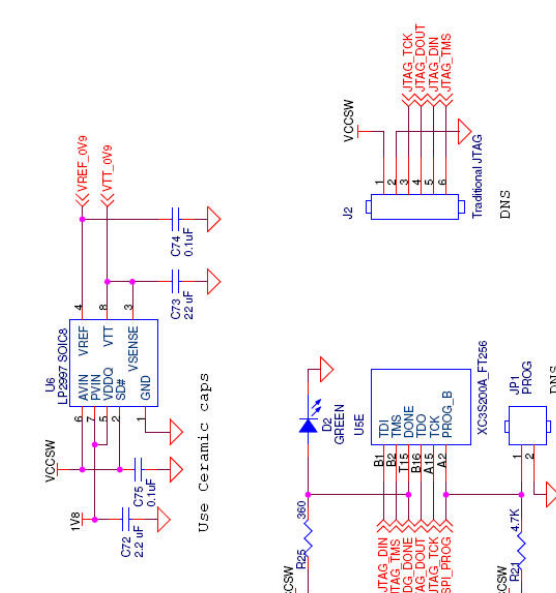 JTAG_TCK
JTAG_DOUT
JTAG_DIN
JTAG_TMS
VCCSW
1
2
3
4
5
6
J2
Traditional JTAG
DNS
VREF_0V9
VTT_0V9
C74
0.1uF
C73
22 uF
4
8
3
U6
LP2997 SOIC8
VREF
VTT
VSENSE
AVIN
PVIN
VDDQ
SD#
GND
6
7
5
2
1
VCCSW
C75
0.1uF
1V8
C72
2.2 uF
Use Ceramic caps
D2
GREEN
U5E
XC3S200A_FT256
TDI
TMS
DONE
TDO
TCK
PROG_B
B1
B2
T15
B16
A15
A2
JTAG_DIN
JTAG_TMS
DONE
JTAG_DOUT
JTAG_TCK
SPI_PROG
R25
360
JP1
PROG
DNS
1
2
R21
4.7K